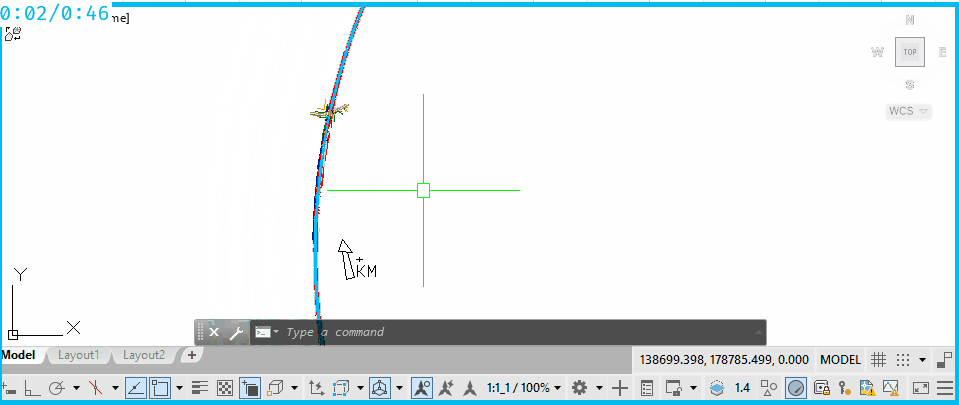 0:02/0:46
me]
N
W TOP E
S
WCS
KM
Y
X
Type a command
Model Layout1 Layout2 +
138699.398, 178785.499, 0.000 MODEL
1:1_1 / 100% 1.4